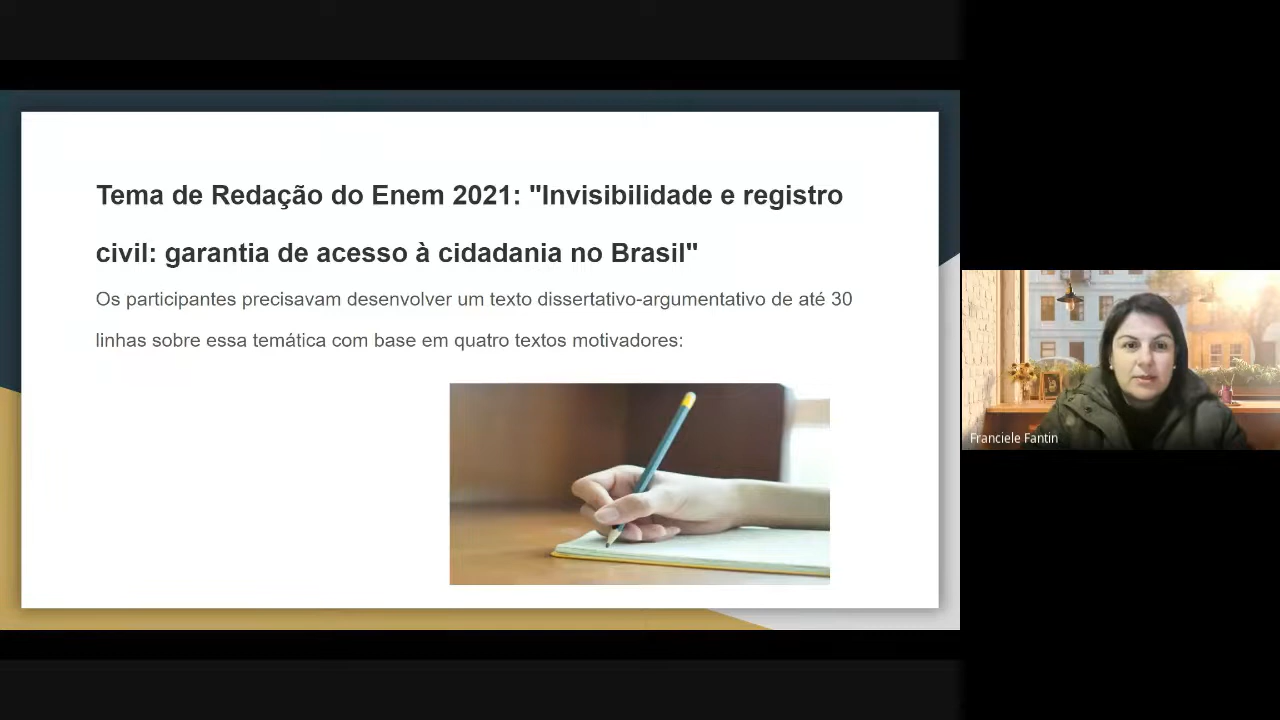 Tema de Redação do Enem 2021: "Invisibilidade e registro
civil: garantia de acesso à cidadania no Brasil"
Os participantes precisavam desenvolver um texto dissertativo-argumentativo de até 30
linhas sobre essa temática com base em quatro textos motivadores:
Franciele Fantin